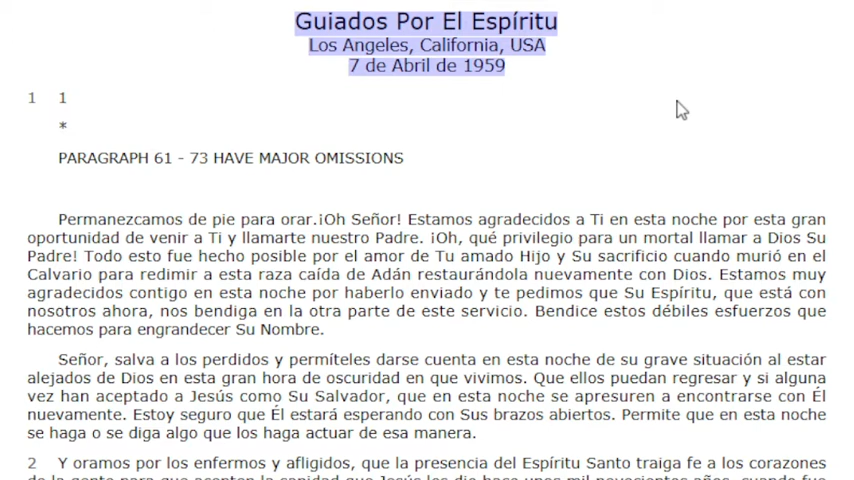 Guiados Por El Espíritu
Los Angeles, California, USA
7 de Abril de 1959
1 1
*
PARAGRAPH 61 - 73 HAVE MAJOR OMISSIONS
Permanezcamos de pie para orar.¡Oh Señor! Estamos agradecidos a Ti en esta noche por esta gran
oportunidad de venir a Ti y llamarte nuestro Padre. ¡Oh, qué privilegio para un mortal llamar a Dios Su
Padre! Todo esto fue hecho posible por el amor de Tu amado Hijo y Su sacrificio cuando murió en el
Calvario para redimir a esta raza caída de Adán restaurándola nuevamente con Dios. Estamos muy
agradecidos contigo en esta noche por haberlo enviado y te pedimos que Su Espíritu, que está con
nosotros ahora, nos bendiga en la otra parte de este servicio. Bendice estos débiles esfuerzos que
hacemos para engrandecer Su Nombre.
Señor, salva a los perdidos y permíteles darse cuenta en esta noche de su grave situación al estar
alejados de Dios en esta gran hora de oscuridad en que vivimos. Que ellos puedan regresar y si alguna
vez han aceptado a Jesús como Su Salvador, que en esta noche se apresuren a encontrarse con Él
nuevamente. Estoy seguro que Él estará esperando con Sus brazos abiertos. Permite que en esta noche
se haga o se diga algo que los haga actuar de esa manera.
2 Y oramos por los enfermos y afligidos, que la presencia del Espíritu Santo traiga fe a los corazones